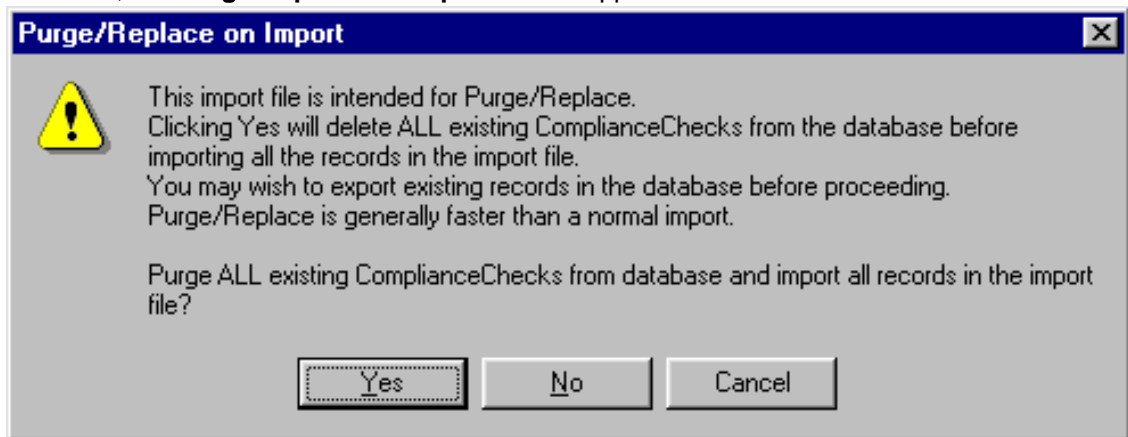 Purge/Replace on Import
This import file is intended for Purge/Replace.
Clicking Yes will delete ALL existing ComplianceChecks from the database before
importing all the records in the import file.
You may wish to export existing records in the database before proceeding.
Purge/Replace is generally faster than a normal import.
Purge ALL existing ComplianceChecks from database and import all records in the import
file?
Yes No Cancel